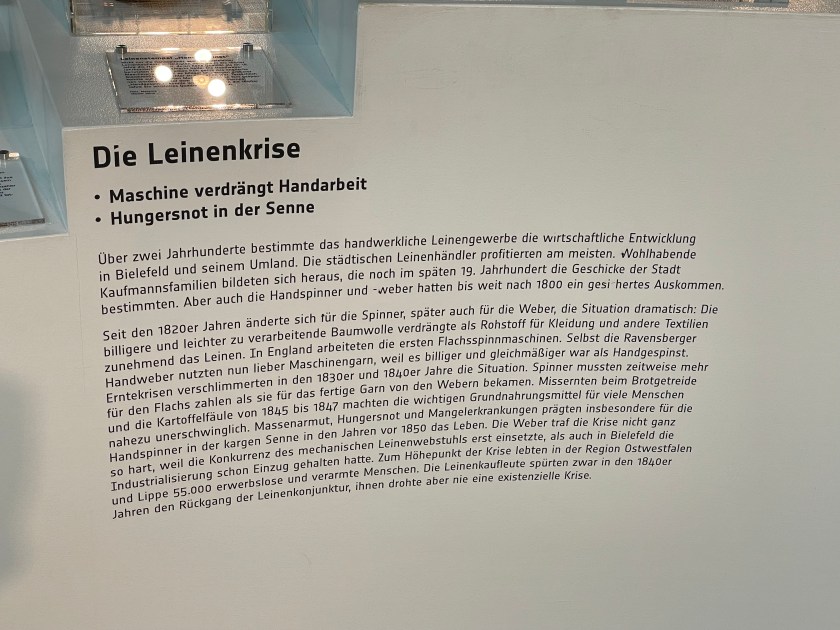 Die Leinenkrise
• Maschine verdrängt Handarbeit
• Hungersnot in der Senne
Über zwei Jahrhunderte bestimmte das handwerkliche Leinengewerbe die wirtschaftliche Entwicklung
in Bielefeld und seinem Umland. Die städtischen Leinenhändler profitierten am meisten. Wohlhabende
Kaufmannsfamilien bildeten sich heraus, die noch im späten 19. Jahrhundert die Geschicke der Stadt
bestimmten. Aber auch die Handspinner und -weber hatten bis weit nach 1800 ein gesi hertes Auskommen.
Seit den 1820er Jahren änderte sich für die Spinner, später auch für die Weber, die Situation dramatisch: Die
billigere und leichter zu verarbeitende Baumwolle verdrängte als Rohstoff für Kleidung und andere Textilien
zunehmend das Leinen. In England arbeiteten die ersten Flachsspinnmaschinen. Selbst die Ravensberger
Handweber nutzten nun lieber Maschinengarn, weil es billiger und gleichmäßiger war als Handgespinst.
Erntekrisen verschlimmerten in den 1830er und 1840er Jahre die Situation. Spinner mussten zeitweise mehr
für den Flachs zahlen als sie für das fertige Garn von den Webern bekamen. Missernten beim Brotgetreide
und die Kartoffelfäule von 1845 bis 1847 machten die wichtigen Grundnahrungsmittel für viele Menschen
nahezu unerschwinglich. Massenarmut, Hungersnot und Mangelerkrankungen prägten insbesondere für die
Handspinner in der kargen Senne in den Jahren vor 1850 das Leben. Die Weber traf die Krise nicht ganz
so hart, weil die Konkurrenz des mechanischen Leinenwebstuhls erst einsetzte, als auch in Bielefeld die
Industrialisierung schon Einzug gehalten hatte. Zum Höhepunkt der Krise lebten in der Region Ostwestfalen
und Lippe 55.000 erwerbslose und verarmte Menschen. Die Leinenkaufleute spürten zwar in den 1840er
Jahren den Rückgang der Leinenkonjunktur, ihnen drohte aber nie eine existenzielle Krise.